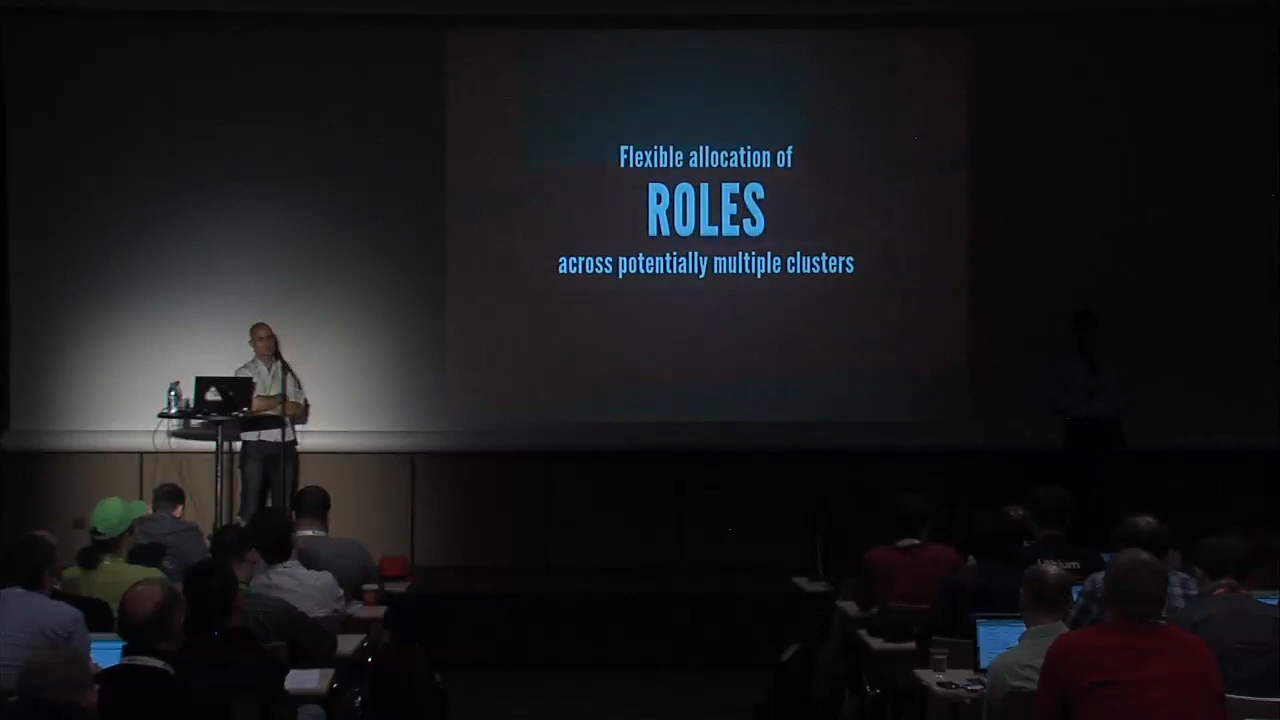 Flexible allocation of
ROLES
across potentially multiple clusters